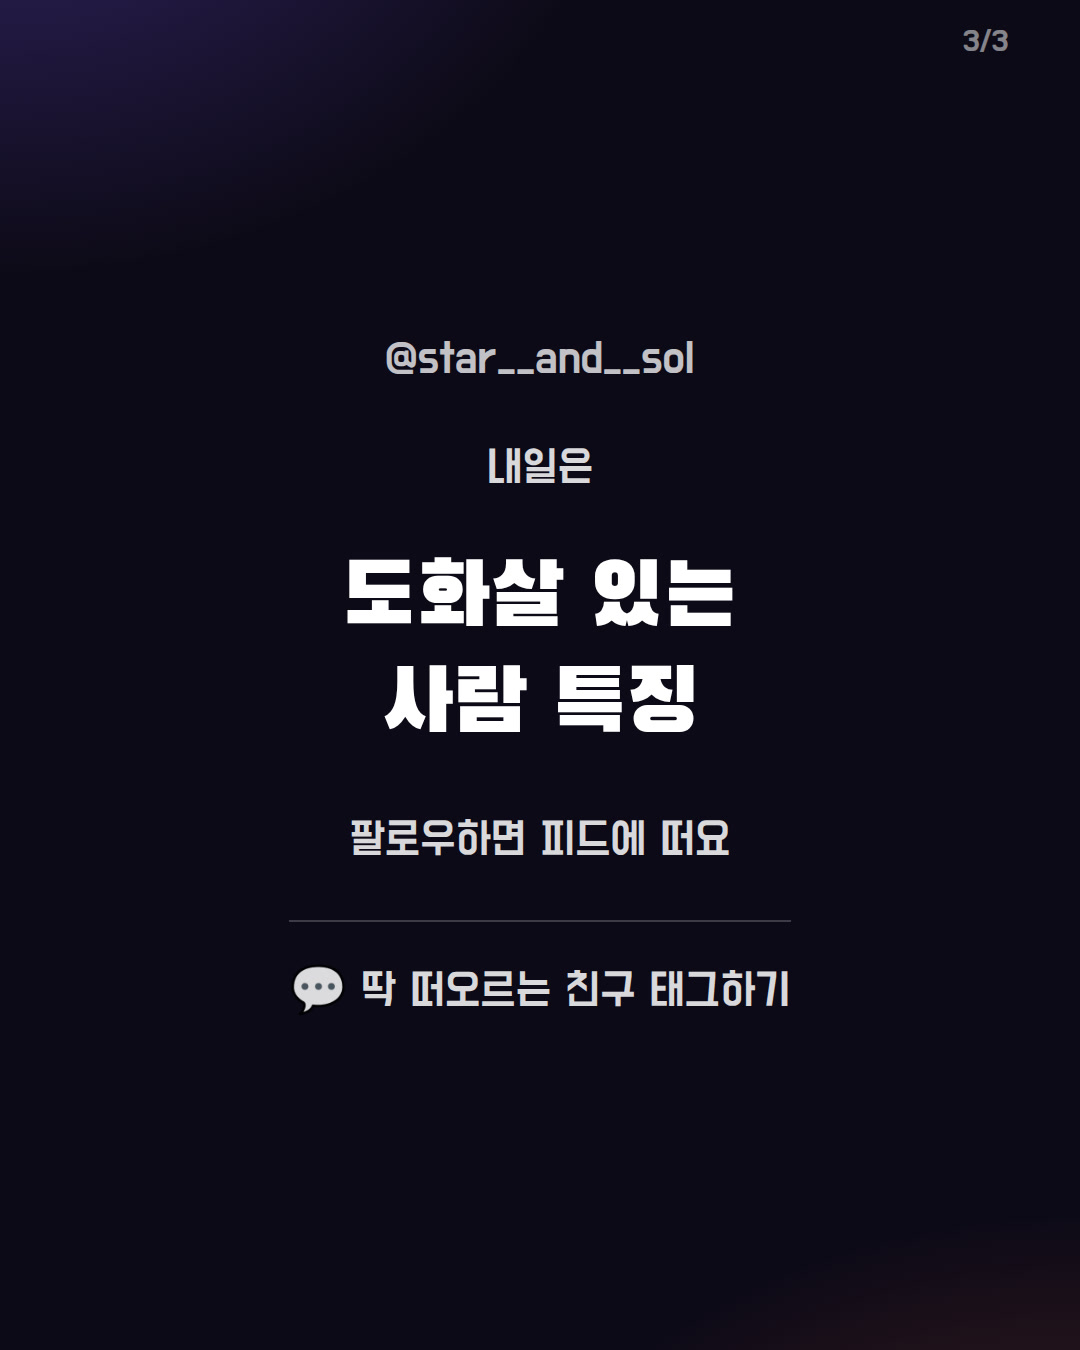 3/3
@star__and__sol
내일은
도화살 있는
사람 특징
팔로우하면 피드에 떠요
💬 딱 떠오르는 친구 태그하기